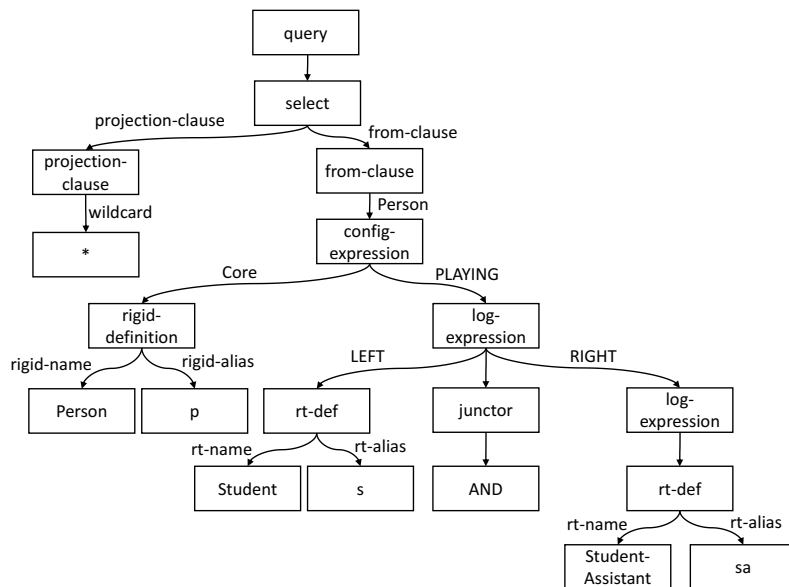 query
select
projection-clause
from-clause
projection-
clause
from-clause
wildcard
Person
*
config-
expression
Core
PLAYING
rigid-
definition
log-
expression
rigid-name
rigid-alias
LEFT
RIGHT
Person
p
rt-def
junctor
log-
expression
rt-name
rt-alias
Student
s
AND
rt-def
rt-name
rt-alias
Student-
Assistant
sa